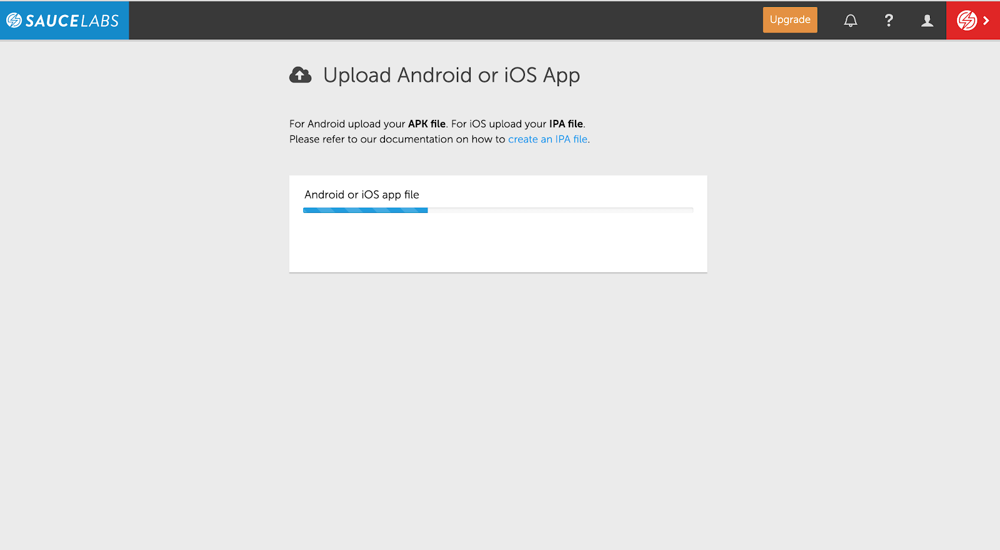 SAUCELABS
Upgrade
?
Upload Android or iOS App
For Android upload your APK file. For iOS upload your IPA file.
Please refer to our documentation on how to create an IPA file.
Android or iOS app file